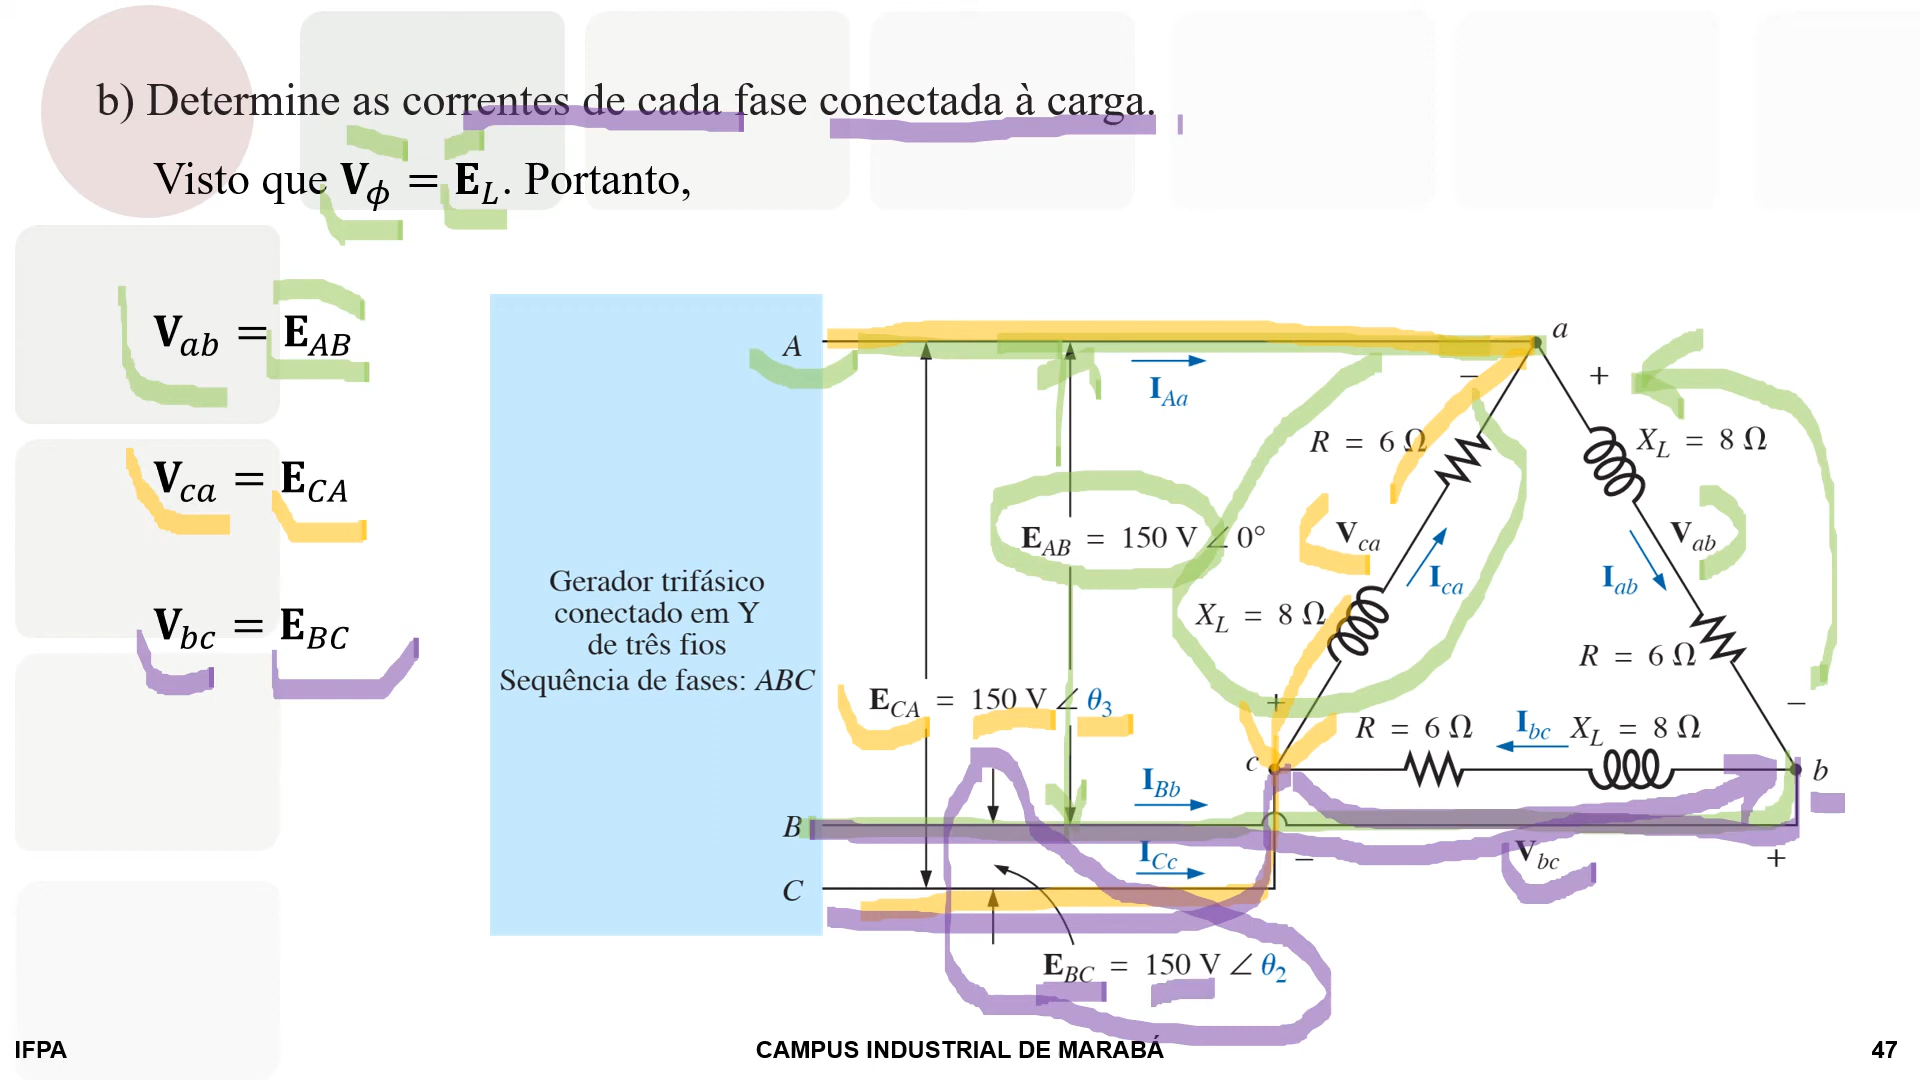 b) Determine as correntes de cada fase conectada à carga.
Visto que V𝜙 = E_L. Portanto,
V_ab = E_AB
V_ca = E_CA
V_bc = E_BC
Gerador trifásico
conectado em Y
de três fios
Sequência de fases: ABC
A
B
C
I_Aa
E_AB = 150 V ∠ 0°
E_CA = 150 V ∠ θ_3
I_Bb
I_Cc
E_BC = 150 V ∠ θ_2
a
−
+
R = 6 Ω
X_L = 8 Ω
V_ca
V_ab
I_ca
I_ab
X_L = 8 Ω
R = 6 Ω
+
−
R = 6 Ω
I_bc
X_L = 8 Ω
c
b
−
V_bc
+
IFPA
CAMPUS INDUSTRIAL DE MARABÁ
47